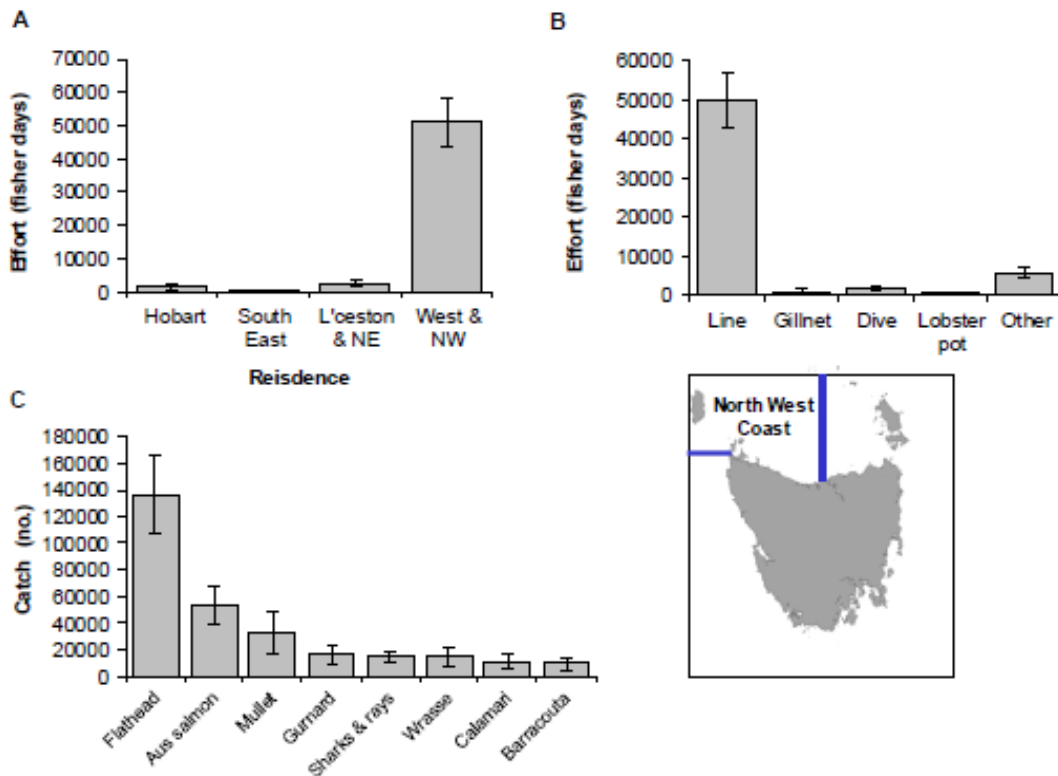 A
Effort (fisher days)
70000
60000
50000
40000
30000
20000
10000
0
Hobart
South
East
L'ceston
& NE
West &
NW
Reisdence
B
Effort (fisher days)
60000
50000
40000
30000
20000
10000
0
Line
Gillnet
Dive
Lobster
pot
Other
C
Catch (no.)
180000
160000
140000
120000
100000
80000
60000
40000
20000
0
Flathead
Aus salmon
Mullet
Gurnard
Sharks & rays
Wrasse
Calamari
Barracouta
North West
Coast